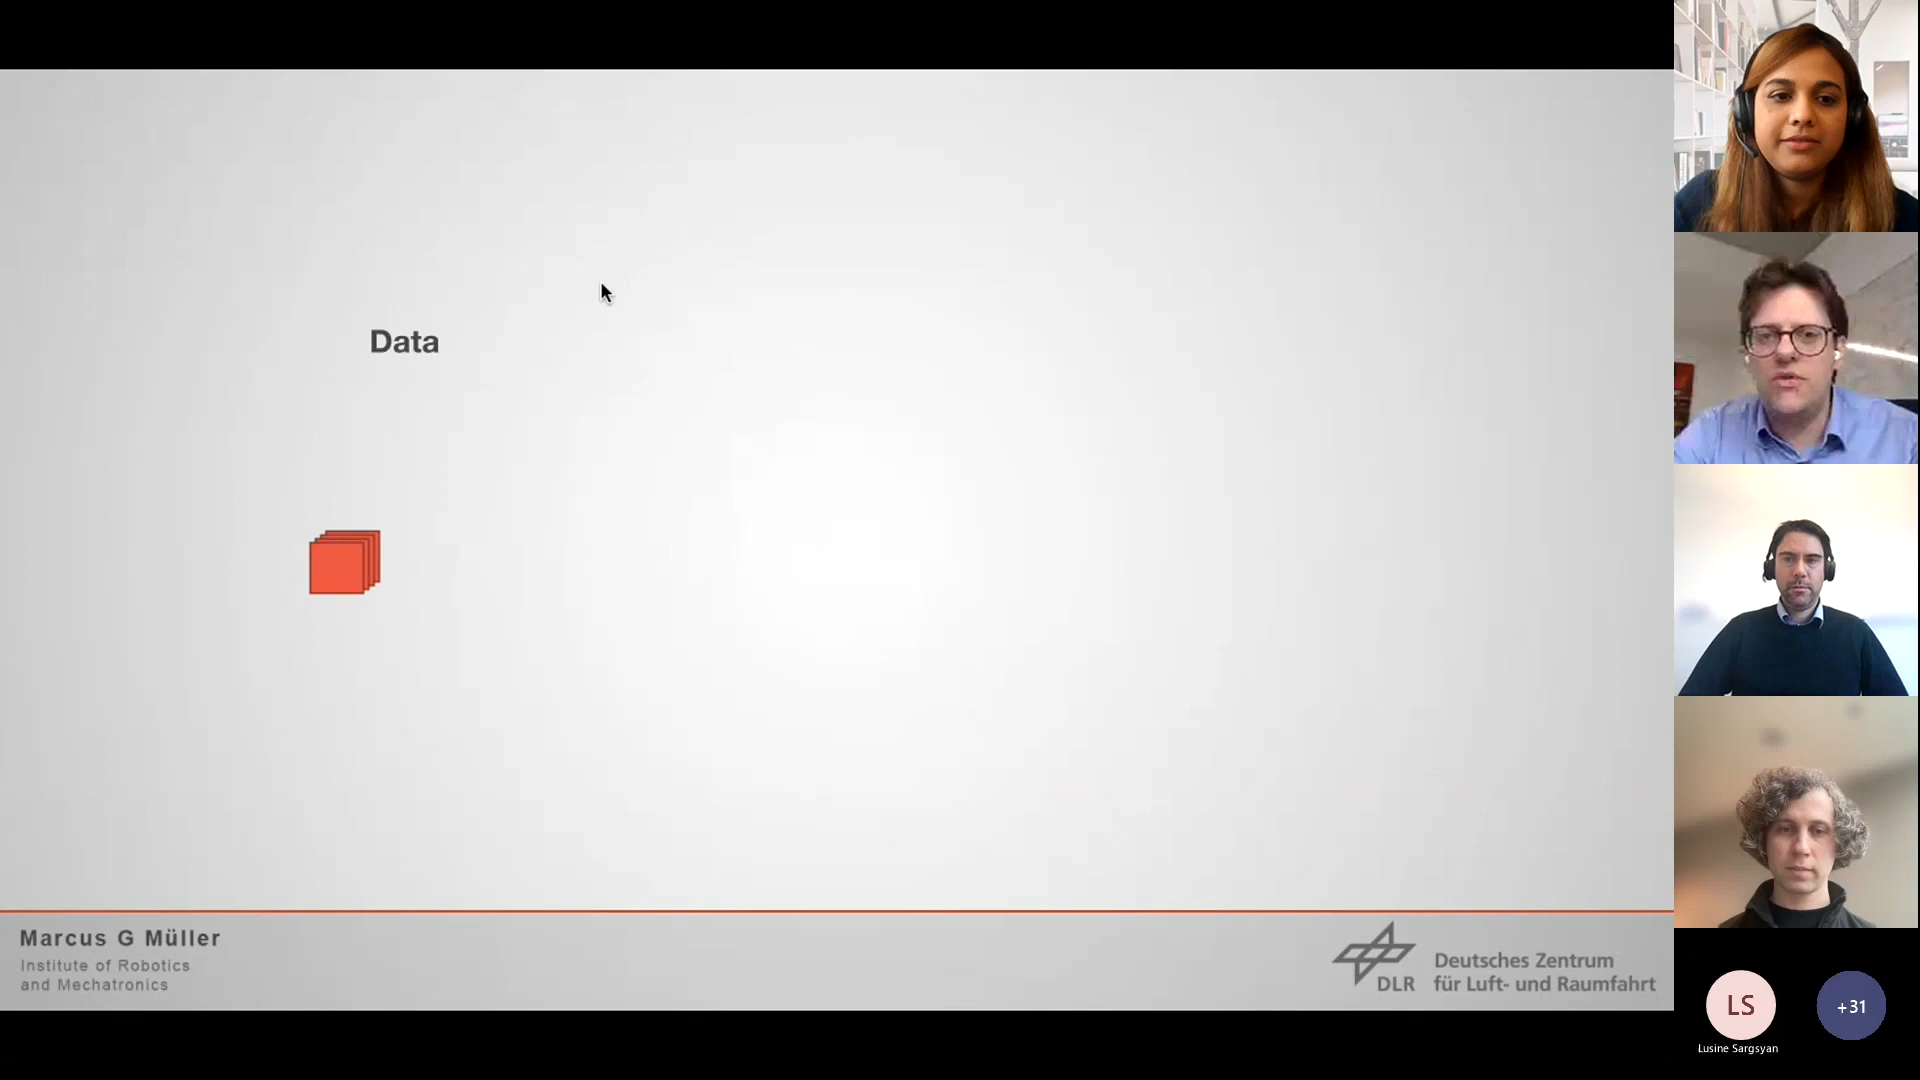 Data
Marcus G Müller
Institute of Robotics
and Mechatronics
DLR
Deutsches Zentrum
für Luft- und Raumfahrt
LS
+31
Lusine Sargsyan